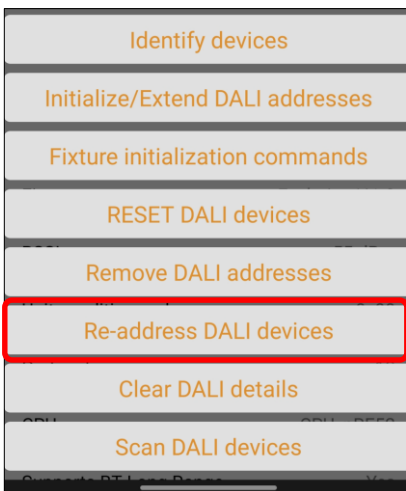 Identify devices
Initialize/Extend DALI addresses
Fixture initialization commands
RESET DALI devices
Remove DALI addresses
Re-address DALI devices
Clear DALI details
Scan DALI devices